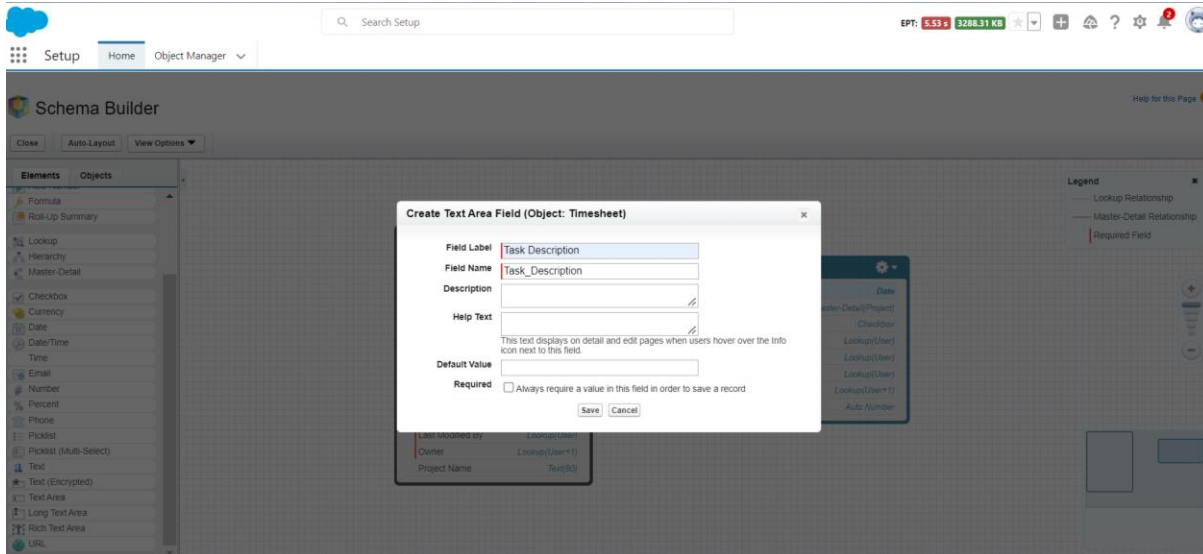 Search Setup
EPT: 5.53 s 3288.31 KB
2
Setup Home Object Manager
Schema Builder
Help for this Page
Close Auto-Layout View Options
Elements Objects
Formula
Roll-Up Summary
Lookup
Hierarchy
Master-Detail
Checkbox
Currency
Date
Date/Time
Time
Email
Number
Percent
Phone
Picklist
Picklist (Multi-Select)
Text
Text (Encrypted)
Text Area
Long Text Area
Rich Text Area
URL
Create Text Area Field (Object: Timesheet)
Field Label Task Description
Field Name Task_Description
Description
Help Text
This text displays on detail and edit pages when users hover over the Info
icon next to this field.
Default Value
Required Always require a value in this field in order to save a record
Save Cancel
Last Modified By Lookup(User)
Owner Lookup(User+1)
Project Name Text(80)
Date
Master-Detail(Project)
Checkbox
Lookup(User)
Lookup(User)
Lookup(User)
Lookup(User+1)
Auto Number
Legend
Lookup Relationship
Master-Detail Relationship
Required Field